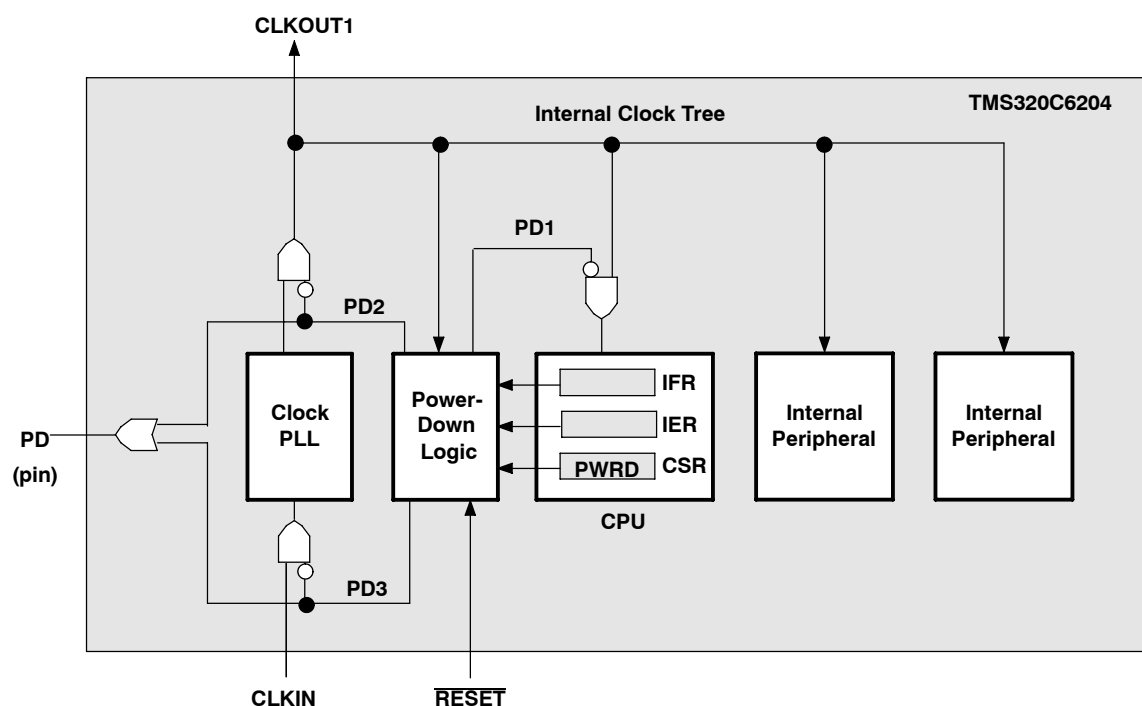 CLKOUT1
TMS320C6204
Internal Clock Tree
PD1
PD2
Clock
PLL
Power-
Down
Logic
IFR
IER
PWRD
CSR
CPU
Internal
Peripheral
Internal
Peripheral
PD
(pin)
PD3
CLKIN
RESET